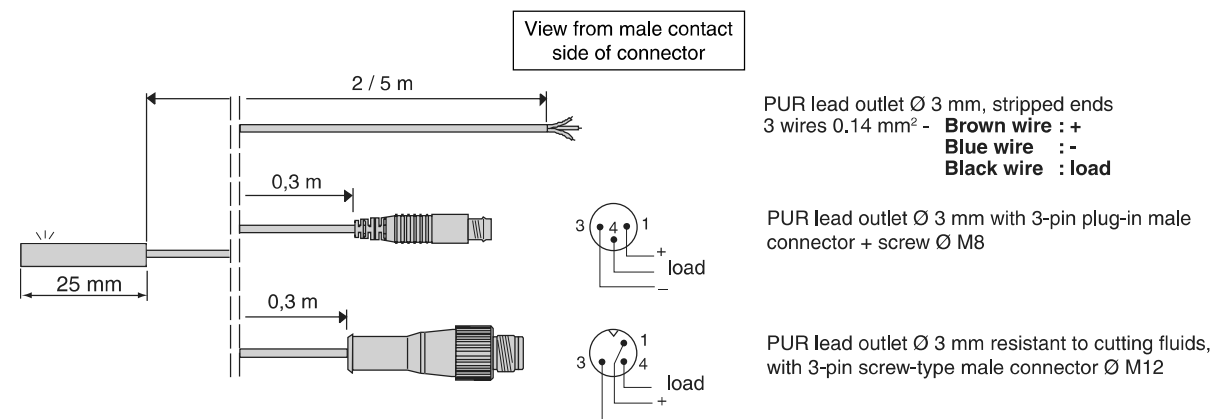 View from male contact
side of connector
2 / 5 m
PUR lead outlet Ø 3 mm, stripped ends
3 wires 0.14 mm² - Brown wire : +
Blue wire : -
Black wire : load
0,3 m
3 4 1
+
load
–
PUR lead outlet Ø 3 mm with 3-pin plug-in male
connector + screw Ø M8
25 mm
0,3 m
1
3 4
load
+
PUR lead outlet Ø 3 mm resistant to cutting fluids,
with 3-pin screw-type male connector Ø M12